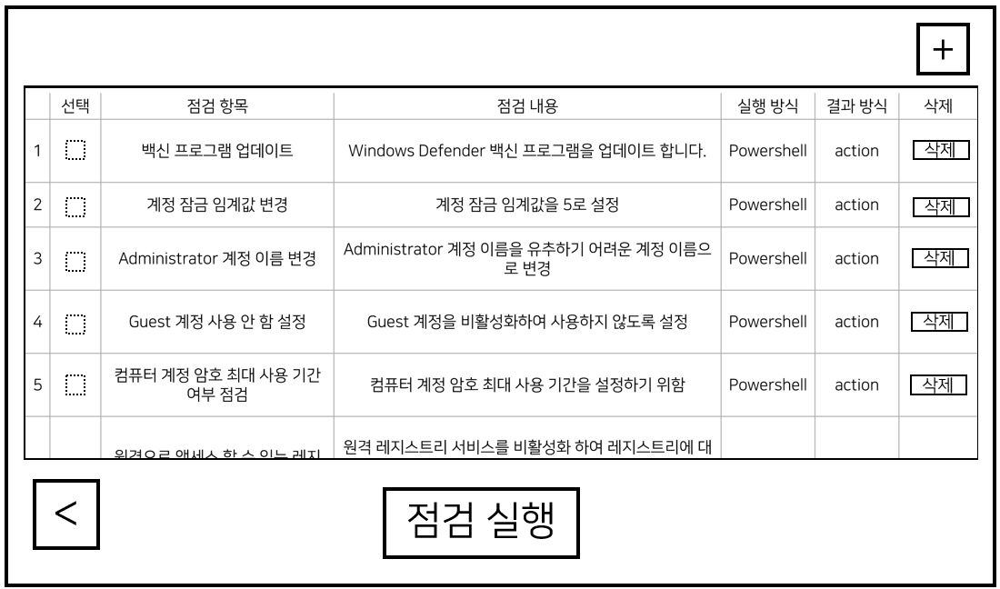 +
선택 점검 항목 점검 내용 실행 방식 결과 방식 삭제
1 백신 프로그램 업데이트 Windows Defender 백신 프로그램을 업데이트 합니다. Powershell action 삭제
2 계정 잠금 임계값 변경 계정 잠금 임계값을 5로 설정 Powershell action 삭제
3 Administrator 계정 이름 변경 Administrator 계정 이름을 유추하기 어려운 계정 이름으
로 변경 Powershell action 삭제
4 Guest 계정 사용 안 함 설정 Guest 계정을 비활성화하여 사용하지 않도록 설정 Powershell action 삭제
5 컴퓨터 계정 암호 최대 사용 기간
여부 점검 컴퓨터 계정 암호 최대 사용 기간을 설정하기 위함 Powershell action 삭제
원격으로 액세스 할 수 있는 레지
원격 레지스트리 서비스를 비활성화 하여 레지스트리에 대
<
점검 실행